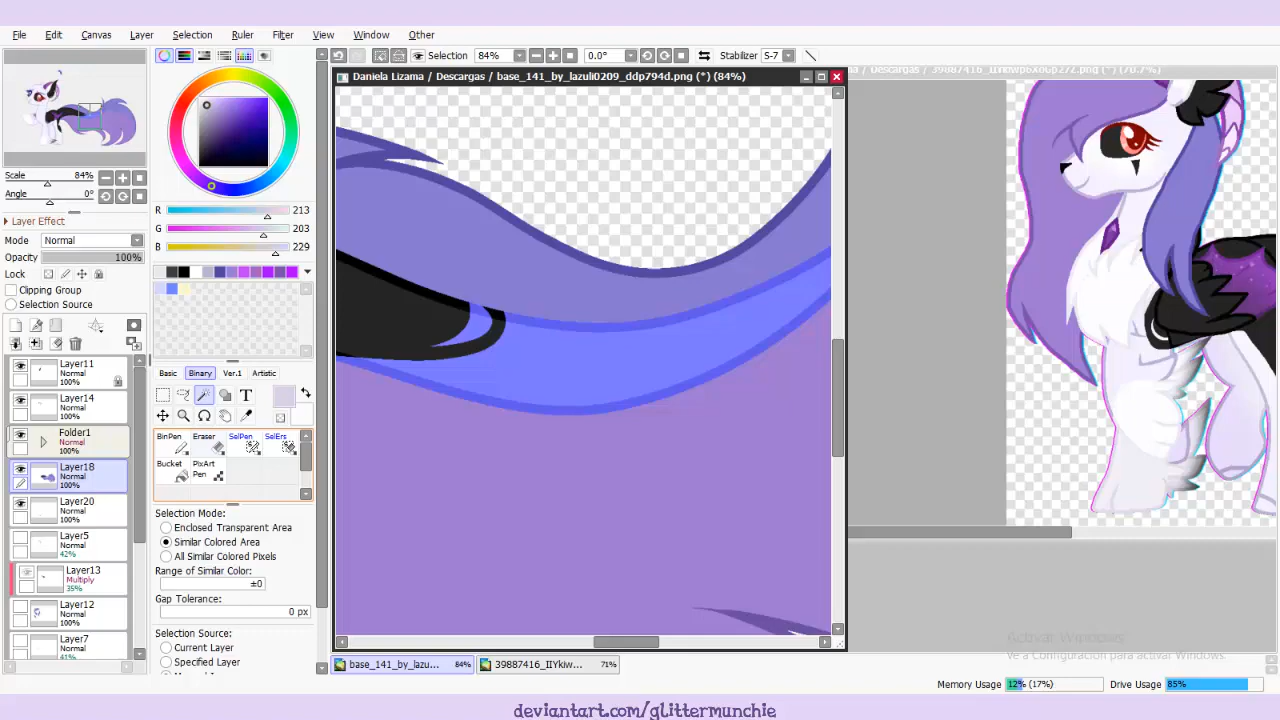 File Edit Canvas Layer Selection Ruler Filter View Window Other
Selection 84% 0.0° Stabilizer S-7
Daniela Lizama / Descargas / base_141_by_lazuli0209_ddp794d.png (*) (84%)
Scale 84%
Angle 0°
Layer Effect
Mode Normal
Opacity 100%
Lock
Clipping Group
Selection Source
Layer11
Normal
100%
Layer14
Normal
100%
Folder1
Normal
100%
Layer18
Normal
100%
Layer20
Normal
100%
Layer5
Normal
42%
Layer13
Multiply
35%
Layer12
Normal
100%
Layer7
Normal
41%
R 213
G 203
B 229
Basic Binary Ver.1 Artistic
BinPen Eraser SelPen SelErs
Bucket PixArt
Pen
Selection Mode:
Enclosed Transparent Area
Similar Colored Area
All Similar Colored Pixels
Range of Similar Color:
±0
Gap Tolerance:
0 px
Selection Source:
Current Layer
Specified Layer
base_141_by_lazu... 84% 39887416_IIYkiw... 71%
Activar Windows
Ve a Configuración para activar Windows.
Memory Usage 12% (17%) Drive Usage 85%
deviantart.com/glittermunchie